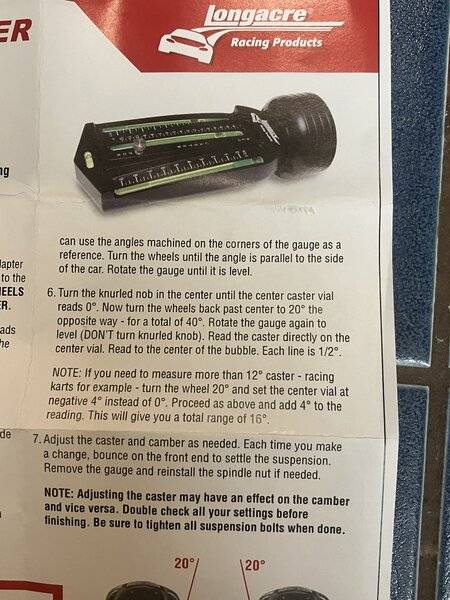 ER
Longacre®
Racing Products
LONGACRE
ng
can use the angles machined on the corners of the gauge as a
reference. Turn the wheels until the angle is parallel to the side
of the car. Rotate the gauge until it is level.
dapter
to the
HEELS
ER.
ads
he
6. Turn the knurled nob in the center until the center caster vial
reads 0°. Now turn the wheels back past center to 20° the
opposite way - for a total of 40°. Rotate the gauge again to
level (DON'T turn knurled knob). Read the caster directly on the
center vial. Read to the center of the bubble. Each line is 1/2°.
NOTE: If you need to measure more than 12° caster - racing
karts for example - turn the wheel 20° and set the center vial at
negative 4° instead of 0°. Proceed as above and add 4° to the
reading. This will give you a total range of 16°.
de
7. Adjust the caster and camber as needed. Each time you make
a change, bounce on the front end to settle the suspension.
Remove the gauge and reinstall the spindle nut if needed.
NOTE: Adjusting the caster may have an effect on the camber
and vice versa. Double check all your settings before
finishing. Be sure to tighten all suspension bolts when done.
20° 20°